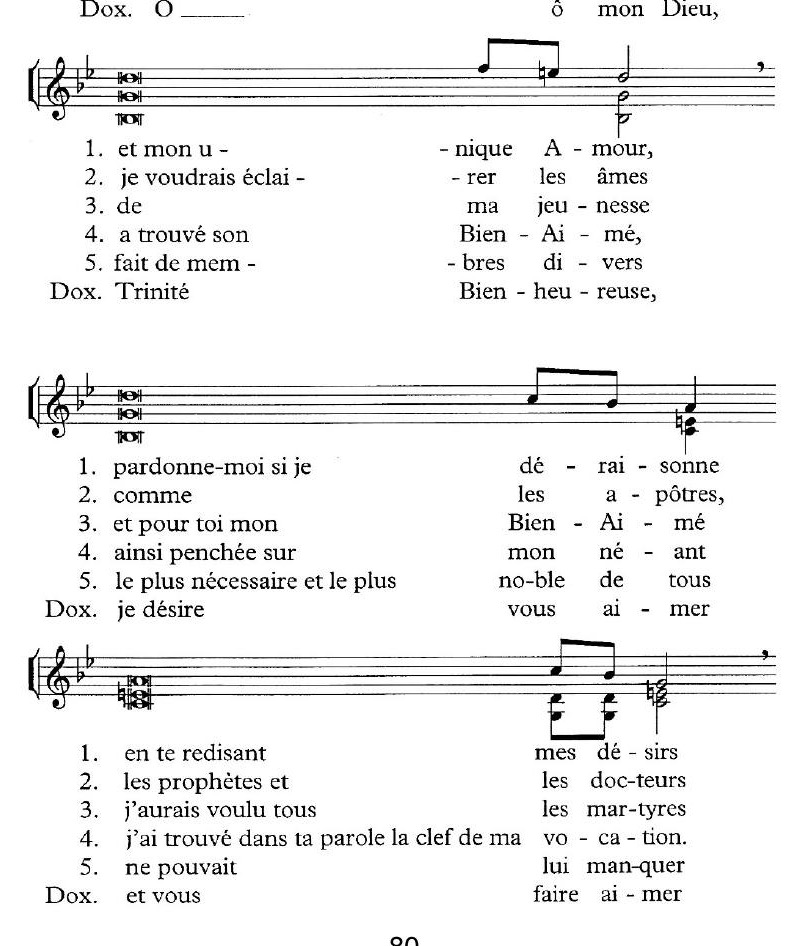 Dox. O ______ ô mon Dieu,
1. et mon u - - nique A - mour,
2. je voudrais éclai - - rer les âmes
3. de ma jeu - nesse
4. a trouvé son Bien - Ai - mé,
5. fait de mem - - bres di - vers
Dox. Trinité Bien - heu - reuse,
1. pardonne-moi si je dé - rai - sonne
2. comme les a - pôtres,
3. et pour toi mon Bien - Ai - mé
4. ainsi penchée sur mon né - ant
5. le plus nécessaire et le plus no-ble de tous
Dox. je désire vous ai - mer
1. en te redisant mes dé - sirs
2. les prophètes et les doc-teurs
3. j'aurais voulu tous les mar-tyres
4. j'ai trouvé dans ta parole la clef de ma vo - ca - tion.
5. ne pouvait lui man-quer
Dox. et vous faire ai - mer